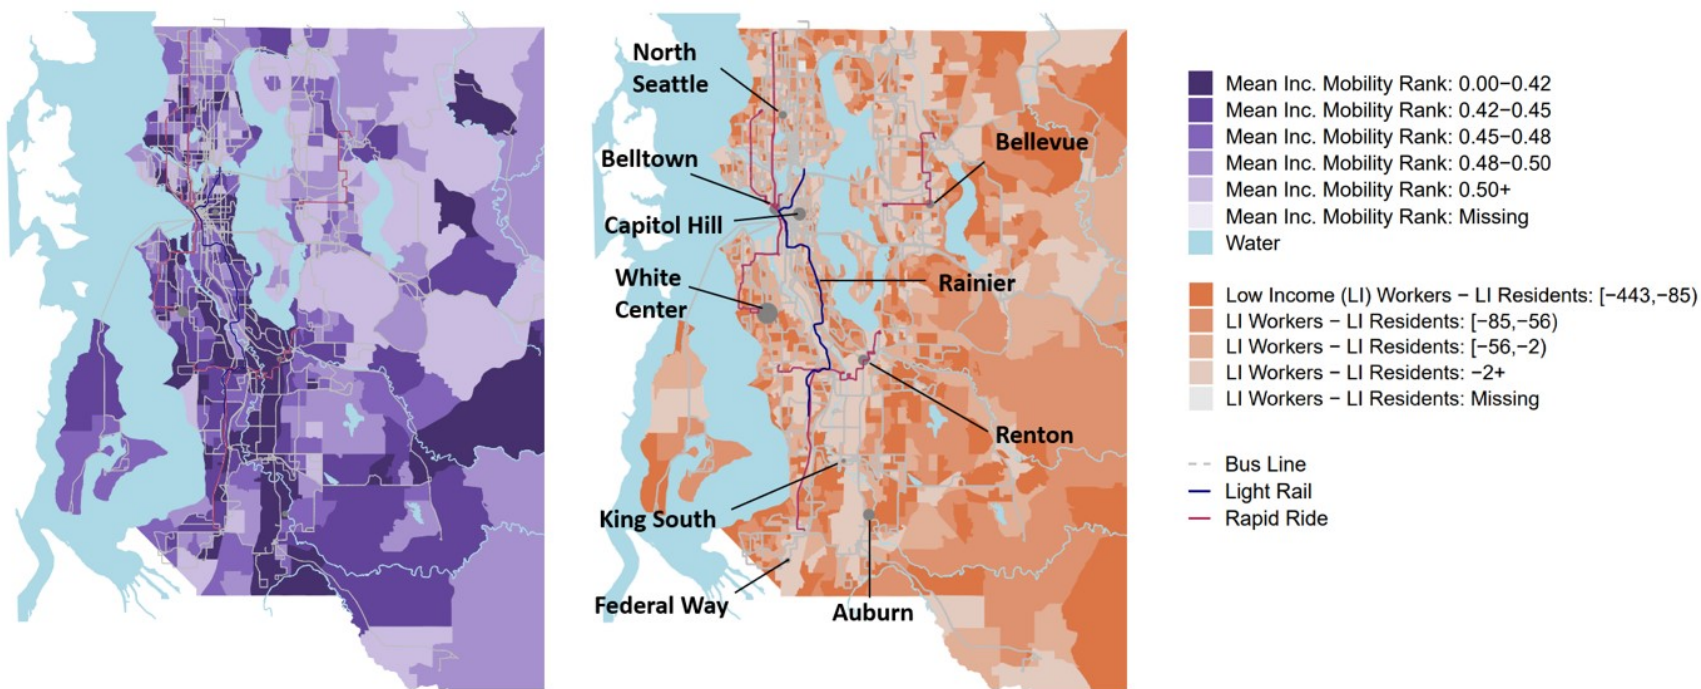 North
Seattle
Belltown
Capitol Hill
White
Center
King South
Federal Way
Auburn
Renton
Rainier
Bellevue
Mean Inc. Mobility Rank: 0.00−0.42
Mean Inc. Mobility Rank: 0.42−0.45
Mean Inc. Mobility Rank: 0.45−0.48
Mean Inc. Mobility Rank: 0.48−0.50
Mean Inc. Mobility Rank: 0.50+
Mean Inc. Mobility Rank: Missing
Water
Low Income (LI) Workers − LI Residents: [−443,−85)
LI Workers − LI Residents: [−85,−56)
LI Workers − LI Residents: [−56,−2)
LI Workers − LI Residents: −2+
LI Workers − LI Residents: Missing
Bus Line
Light Rail
Rapid Ride